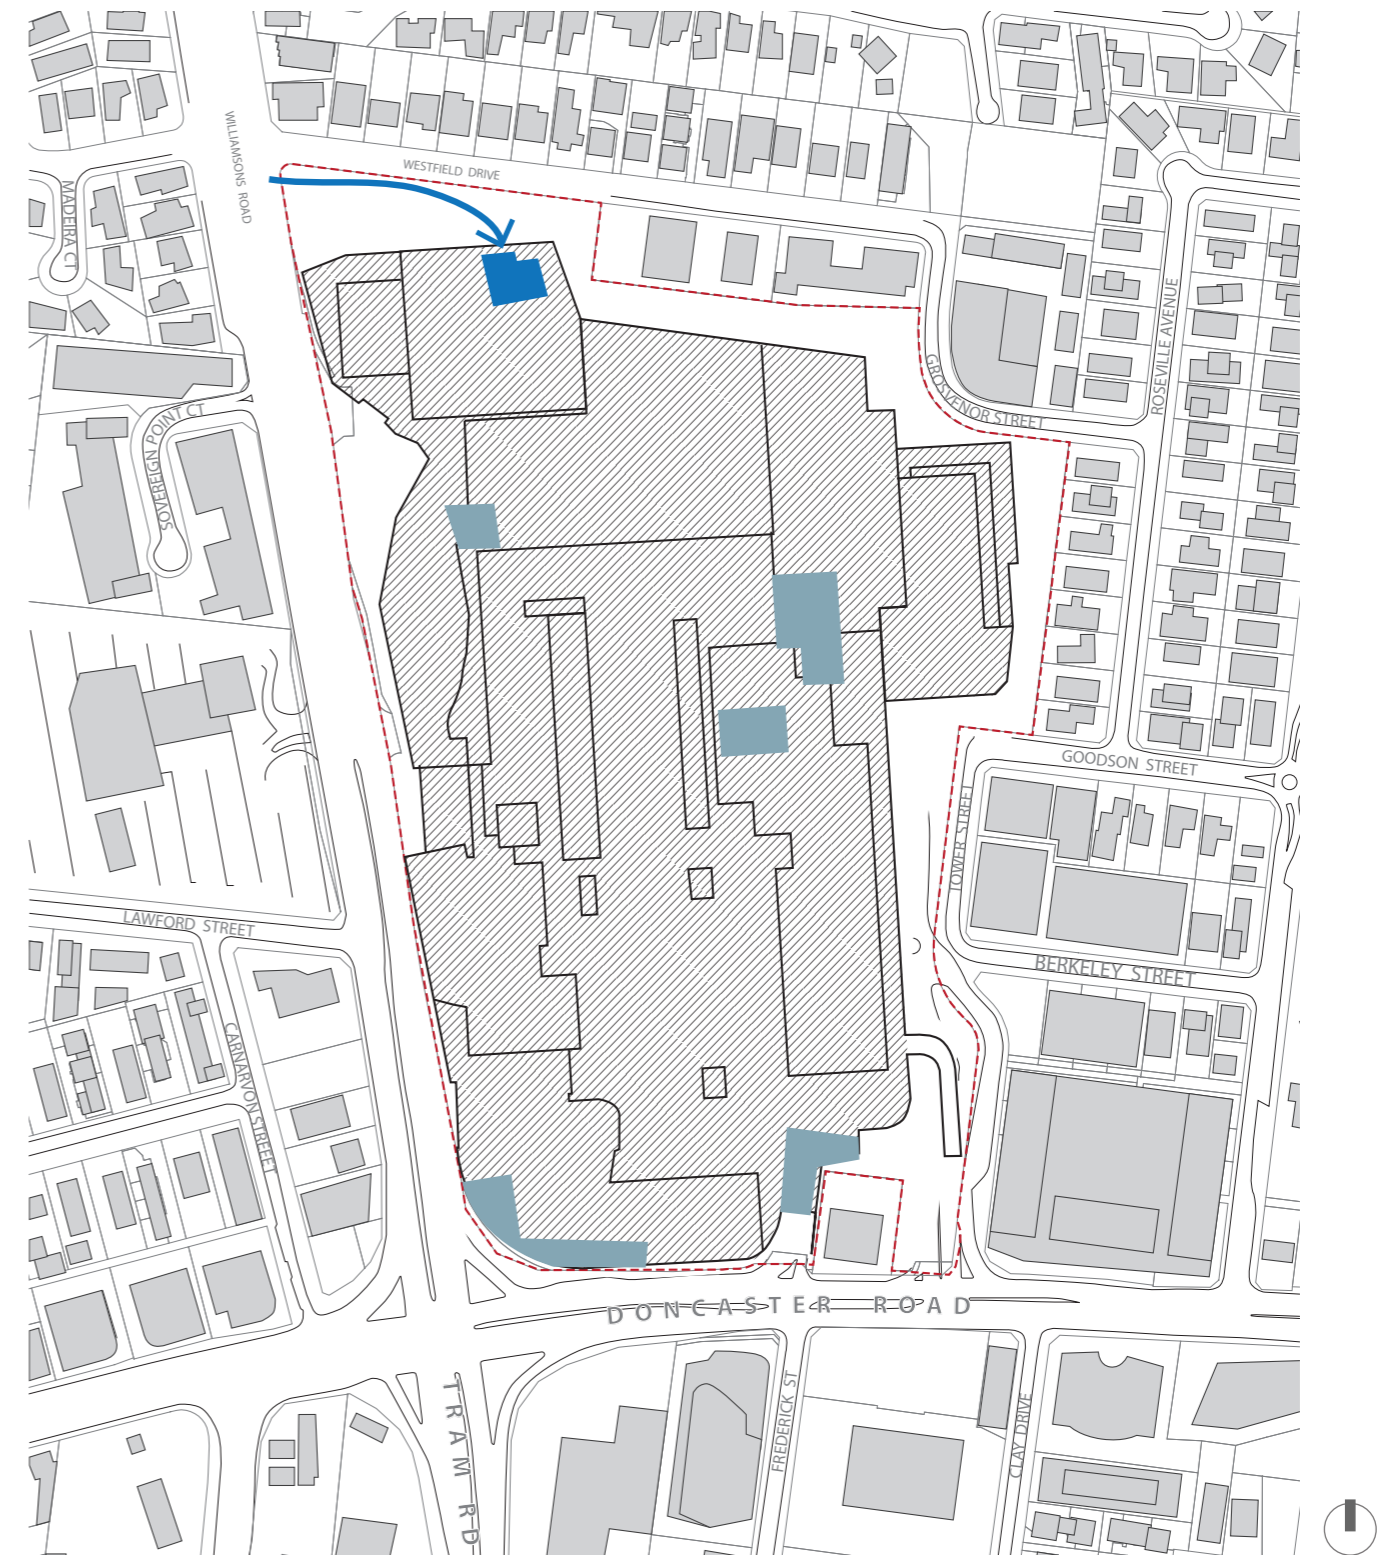 WILLIAMSONS ROAD
WESTFIELD DRIVE
MADEIRA CT
ROSEVILLE AVENUE
GROSVENOR STREET
SOVEREIGN POINT CT
GOODSON STREET
TOWER STREET
LAWFORD STREET
BERKELEY STREET
CARNARVON STREET
DONCASTER ROAD
TRAM RD
FREDERICK ST
CLAY DRIVE